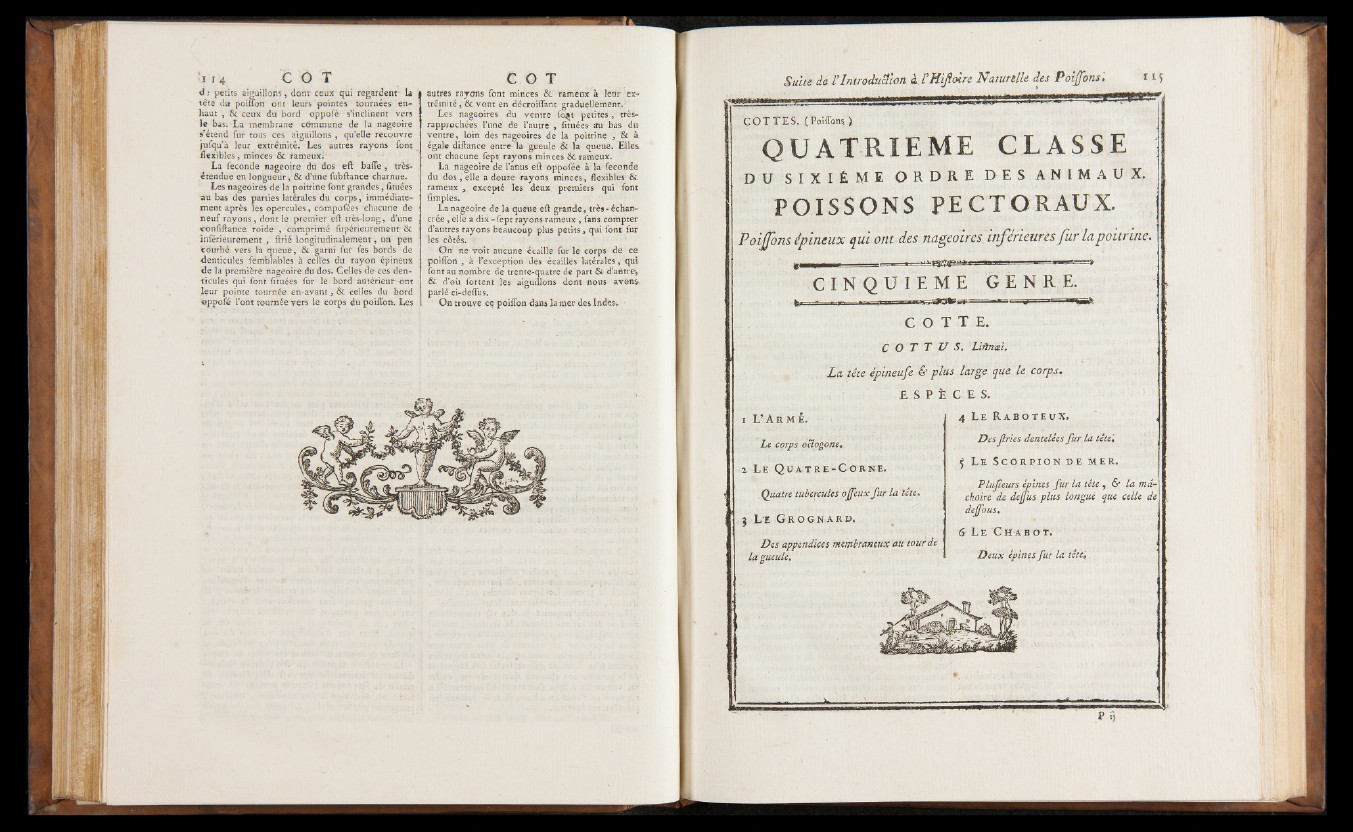 114 COT COT
de petits aiguillons, dont ceux qui regardent la
tête du poiſſon ont leurs pointes tournées en-
haut, & ceux du bord oppoſé s'inclinent vers
le bas. La membrane commune de la nageoire
s'étend ſur tous ces aiguillons, qu'elle recouvre
juſqu'à leur extrêmité. Les autres rayons ſont
flexibles, minces & rameux.
La ſeconde nageoire du dos eſt baſſe, très-
étendue en longueur, & d'une ſubſtance charnue.
Les nageoires de la poitrine ſont grandes, ſituées
au bas des parties latérales du corps, immédiate-
ment après les opercules, compoſées chacune de
neuf rayons, dont le premier eſt très-long, d'une
conſiſtance roide, comprimé ſupérieurement &
inférieurement, ſtrié longitudinalement, un peu
courbé vers la queue, & garni ſur ſes bords de
denticules ſemblables à celles du rayon épineux
de la première nageoire du dos. Celles de ces den-
ticules qui ſont ſituées ſur le bord antérieur ont
leur pointe tournée en-avant, & celles du bord
oppoſé l'ont tournée vers le corps du poiſſon. Les
autres rayons ſont minces & rameux à leur ex-
trêmité, & vont en décroiſſant graduellement.
Les nageoires du ventre ſont petites, très-
rapprochées l'une de l'autre, ſituées au bas du
ventre, loin des nageoires de la poitrine, & à
égale diſtance entre la gueule & la queue. Elles
ont chacune ſept rayons minces & rameux.
La nageoire de l'anus eſt oppoſée à la ſeconde
du dos, elle a douze rayons minces, flexibles &
rameux, excepté les deux premiers qui ſont
ſimples.
La nageoire de la queue eſt grande, très-échan-
crée, elle a dix-ſept rayons rameux, ſans compter
d'autres rayons beaucoup plus petits, qui ſont ſur
les côtés.
On ne voit aucune écaille ſur le corps de ce
poiſſon, à l'exception des écailles latérales, qui
ſont au nombre de trente-quatre de part & d'autre,
& d'où ſortent les aiguillons dont nous avons
parlé ci-deſſus.
On trouve ce poiſſon dans la mer des Indes.
Suite de l'Introduction à l'Hiſtoire Naturelle des Poiſſons. 115
COTTES. (Poiſſons)
QUATRIEME CLASSE
DU SIXIÉME ORDRE DES ANIMAUX.
POISSONS PECTORAUX.
Poiſſons épineux qui ont des nageoires inférieures ſur la poitrine.
CINQUIEME GENRE.
COTTE.
COTTUS. Linnæi.
La tête épineuſe & plus large que le corps.
ESPÈCES.
1 L'ARMÉ.
Le corps octogone.
2 LE QUATRE-CORNE.
Quatre tubercules oſſeux ſur la tête.
3 LE GROGNARD.
Des appendices membraneux au tour de
la gueule.
4 LE RABOTEUX.
Des ſtries dentelées ſur la tête.
5 LE SCORPION DE MER.
Pluſieurs épines ſur la tête, & la mâ-
choire de deſſus plus longue que celle de
deſſous.
6 LE CHABOT.
Deux épines ſur la tête.
P ij